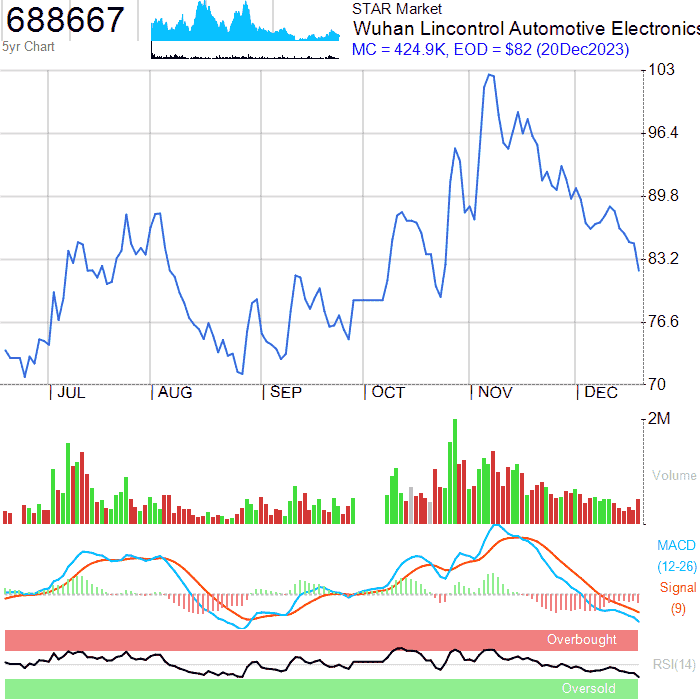 688667
5yr Chart
STAR Market
Wuhan Lincontrol Automotive Electronics
MC = 424.9K, EOD = $82 (20Dec2023)
103
96.4
89.8
83.2
76.6
70
JUL AUG SEP OCT NOV DEC
2M
Volume
MACD
(12-26)
Signal
(9)
Overbought
RSI(14)
Oversold